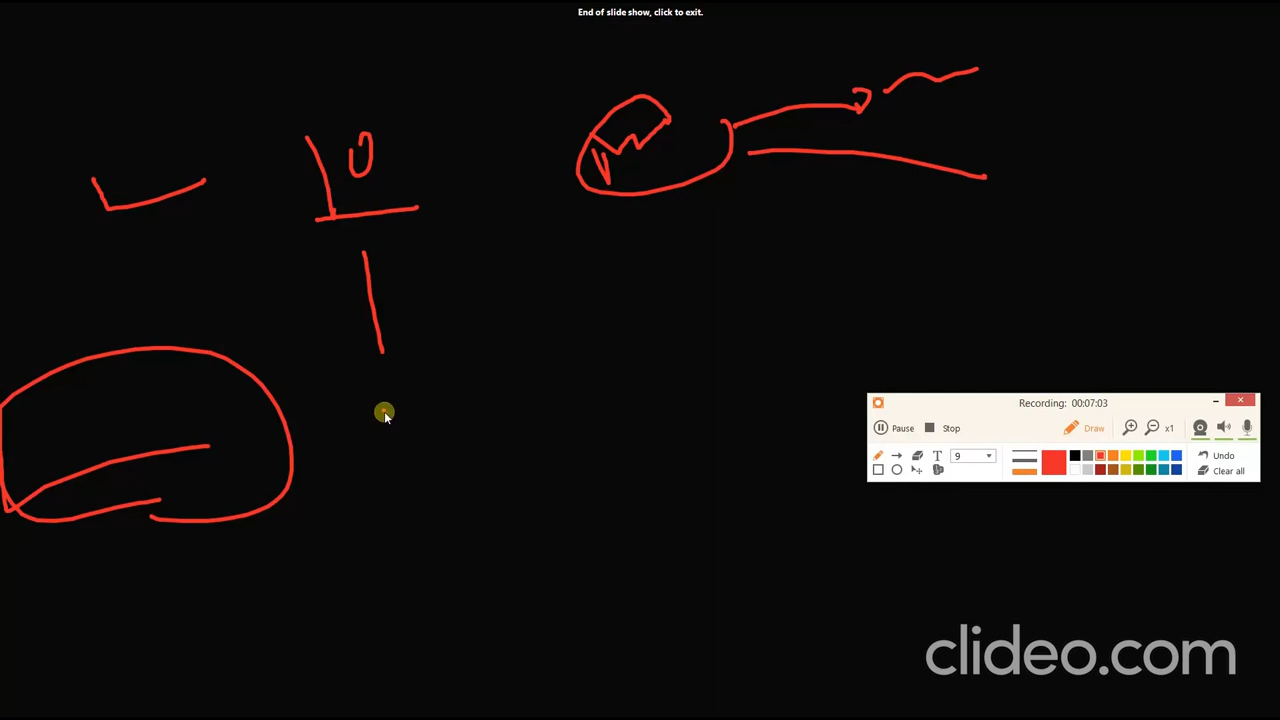 End of slide show, click to exit.
Recording: 00:07:03
Pause Stop Draw x1
T 9 Undo
Clear all
clideo.com